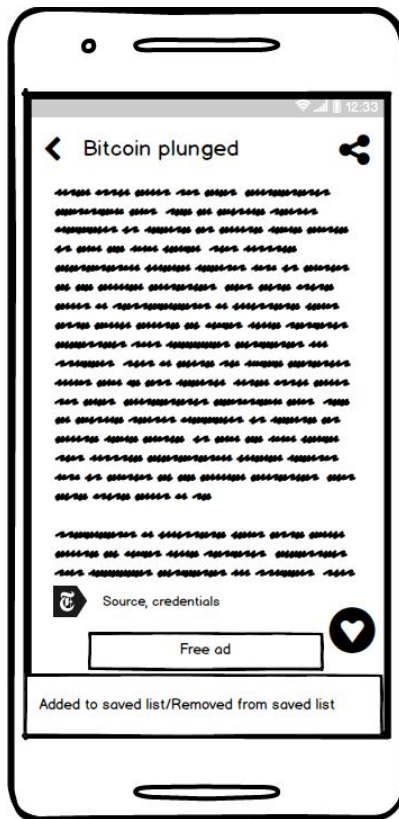 12:33
Bitcoin plunged
T
Source, credentials
Free ad
Added to saved list/Removed from saved list